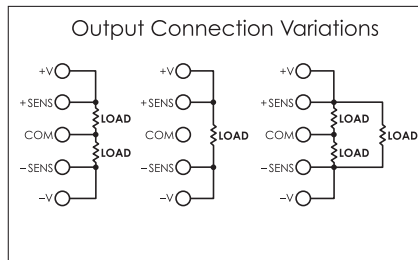 Output Connection Variations
+V
+SENS
LOAD
COM
LOAD
−SENS
−V
+V
+SENS
COM
LOAD
−SENS
−V
+V
+SENS
LOAD
COM
LOAD
LOAD
−SENS
−V